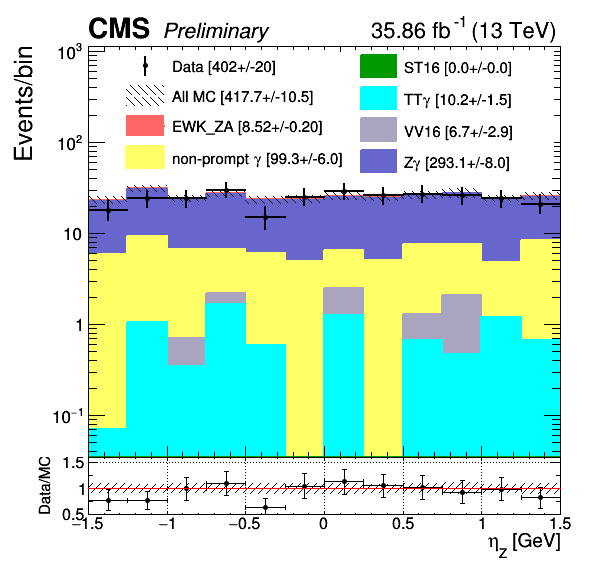 CMS Preliminary 35.86 fb⁻¹ (13 TeV)
Events/bin
10³
10²
10
1
10⁻¹
Data [402+/-20]
All MC [417.7+/-10.5]
EWK_ZA [8.52+/-0.20]
non-prompt γ [99.3+/-6.0]
ST16 [0.0+/-0.0]
TTγ [10.2+/-1.5]
VV16 [6.7+/-2.9]
Zγ [293.1+/-8.0]
Data/MC
1.5
1
0.5
−1.5 −1 −0.5 0 0.5 1 1.5
η_Z [GeV]